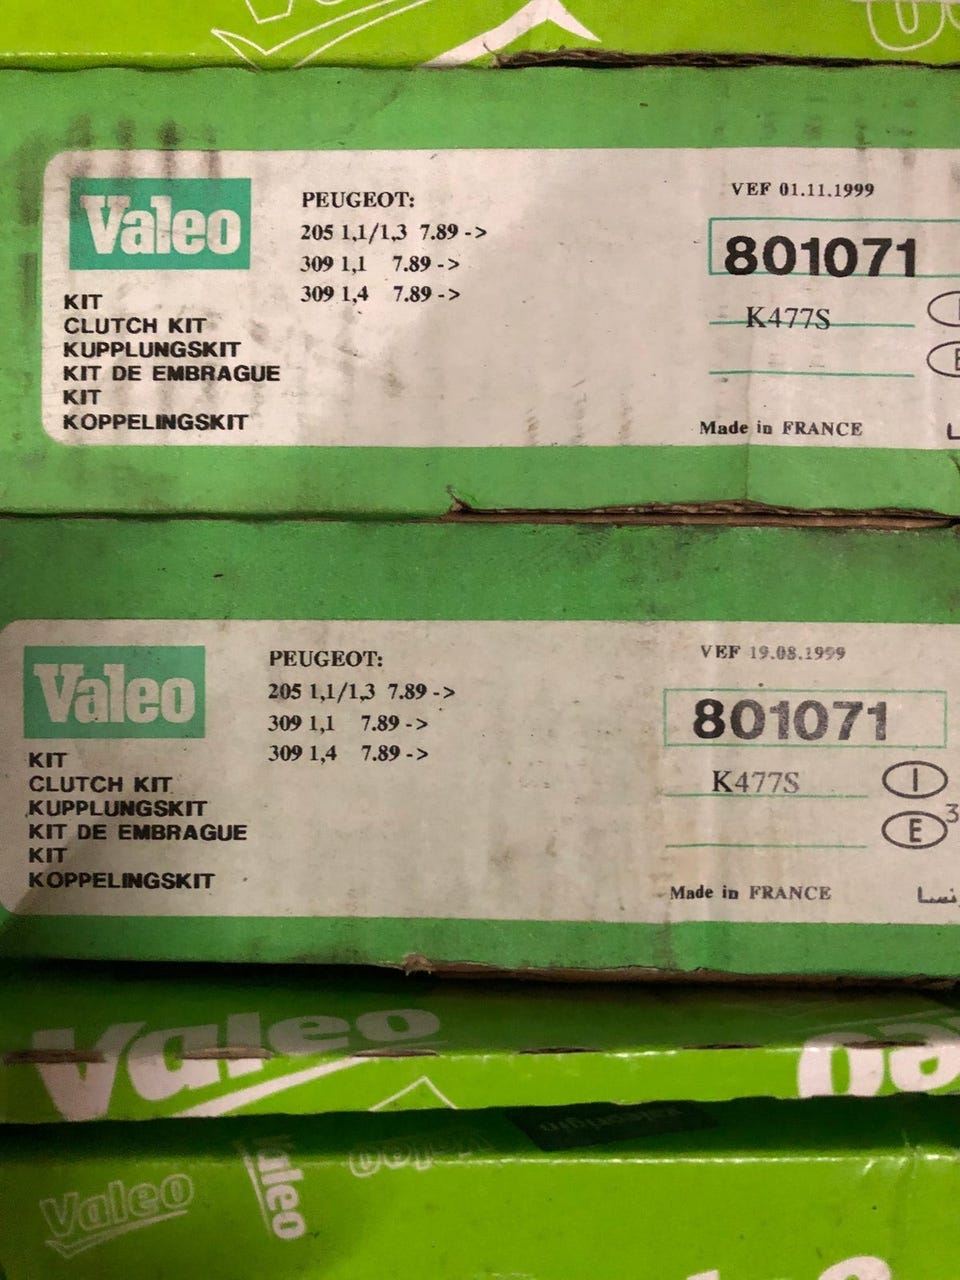 Valeo
KIT
CLUTCH KIT
KUPPLUNGSKIT
KIT DE EMBRAGUE
KIT
KOPPELINGSKIT
PEUGEOT:
205 1,1/1,3 7.89 ->
309 1,1 7.89 ->
309 1,4 7.89 ->
VEF 01.11.1999
801071
K477S
Made in FRANCE
Valeo
KIT
CLUTCH KIT
KUPPLUNGSKIT
KIT DE EMBRAGUE
KIT
KOPPELINGSKIT
PEUGEOT:
205 1,1/1,3 7.89 ->
309 1,1 7.89 ->
309 1,4 7.89 ->
VEF 19.08.1999
801071
K477S
I
E 3
Made in FRANCE
Valeo
eo
Valeo
Valeo
Valeo